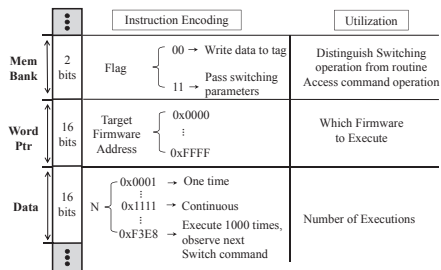 Instruction Encoding Utilization
Mem Bank 2 bits Flag 00 → Write data to tag
11 → Pass switching parameters
Distinguish Switching
operation from routine
Access command operation
Word Ptr 16 bits Target Firmware Address 0x0000
⋮
0xFFFF
Which Firmware
to Execute
Data 16 bits N 0x0001 → One time
⋮
0x1111 → Continuous
⋮
0xF3E8 → Execute 1000 times,
observe next
Switch command
Number of Executions